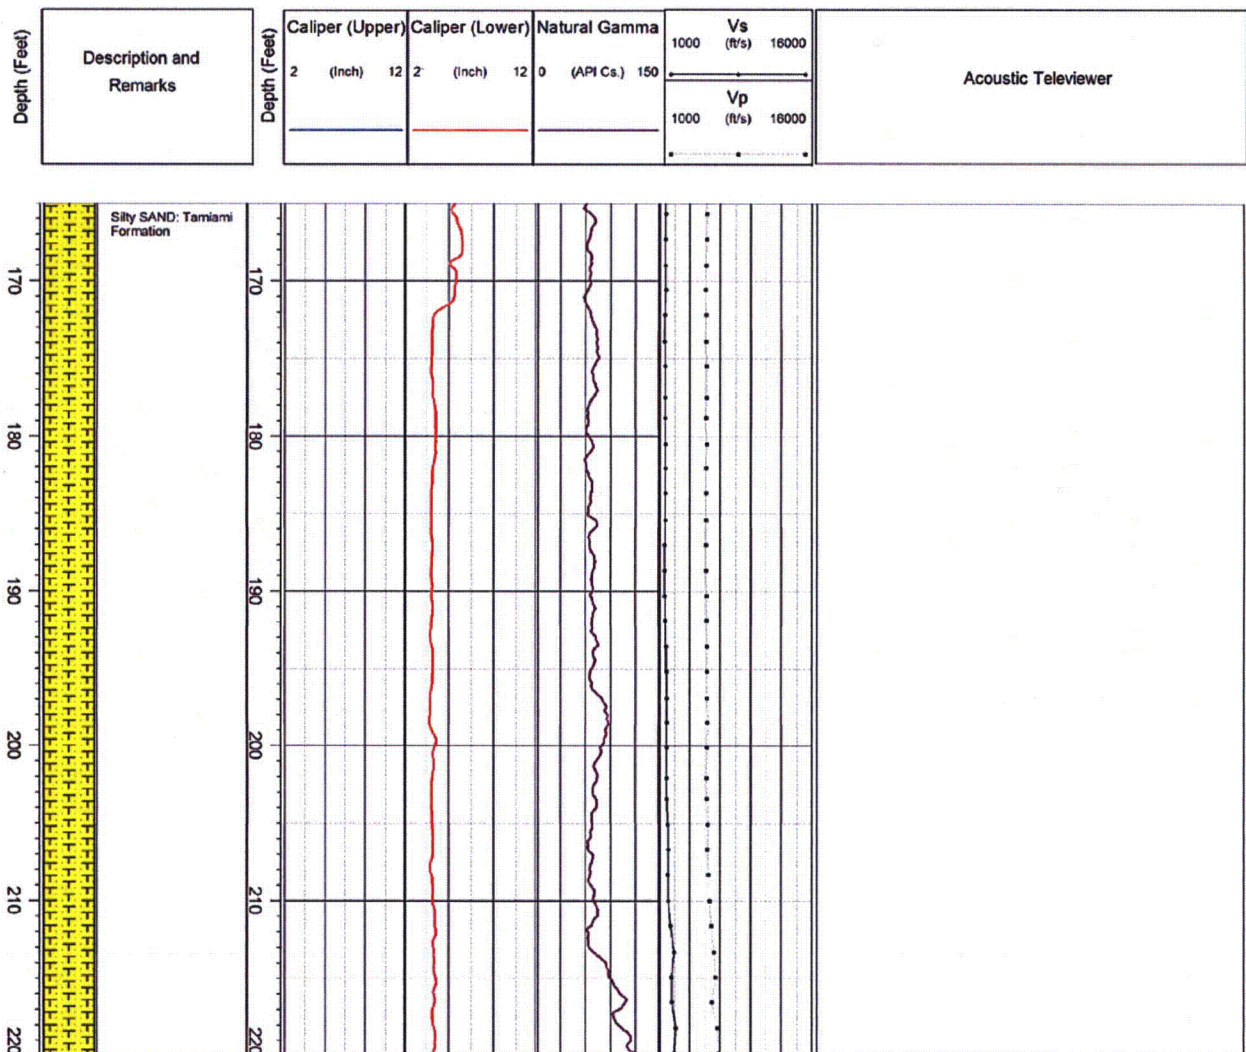 Depth (Feet)
Description and
Remarks
Depth (Feet)
Caliper (Upper)
2 (Inch) 12
Caliper (Lower)
2 (Inch) 12
Natural Gamma
0 (API Cs.) 150
Vs
1000 (ft/s) 16000
Vp
1000 (ft/s) 16000
Acoustic Televiewer
Silty SAND: Tamiami
Formation
170
170
180
180
190
190
200
200
210
210
220
220